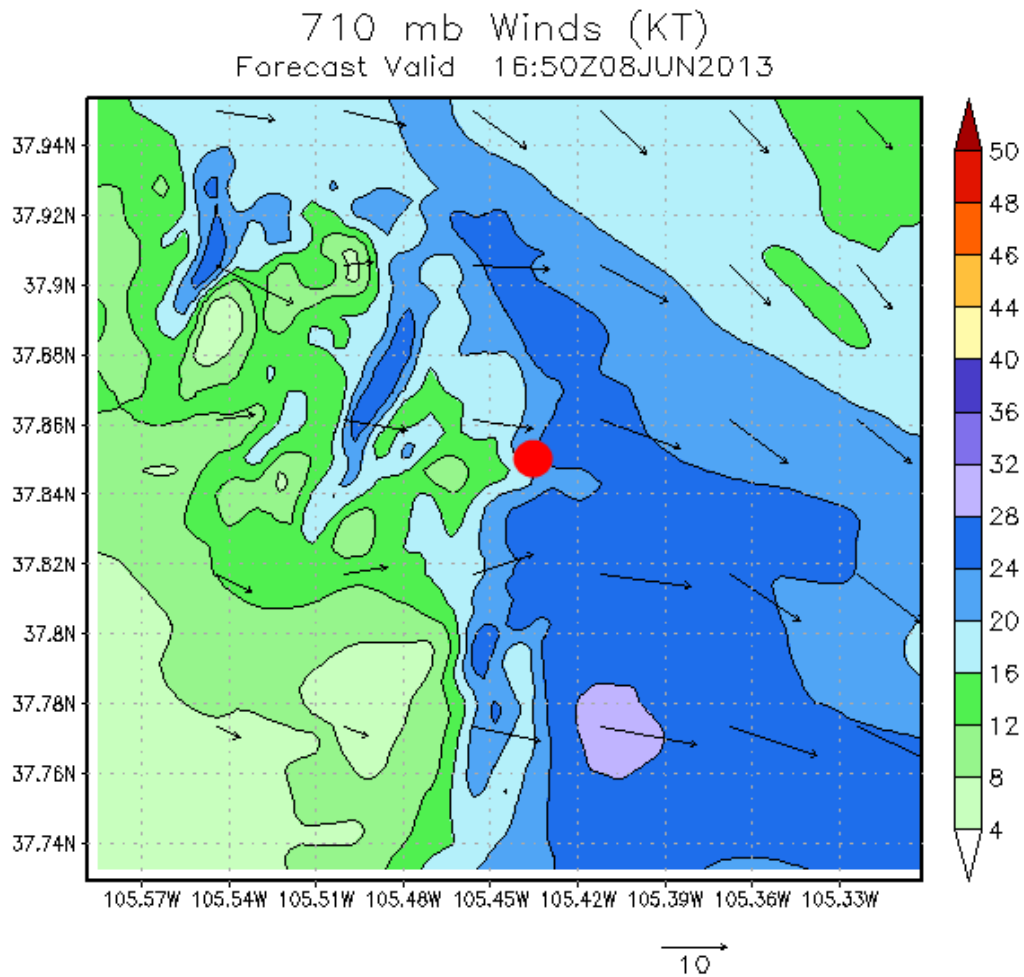 710 mb Winds (KT)
Forecast Valid 16:50Z08JUN2013
37.94N
37.92N
37.9N
37.88N
37.86N
37.84N
37.82N
37.8N
37.78N
37.76N
37.74N
105.57W 105.54W 105.51W 105.48W 105.45W 105.42W 105.39W 105.36W 105.33W
50
48
46
44
40
36
32
28
24
20
16
12
8
4
10